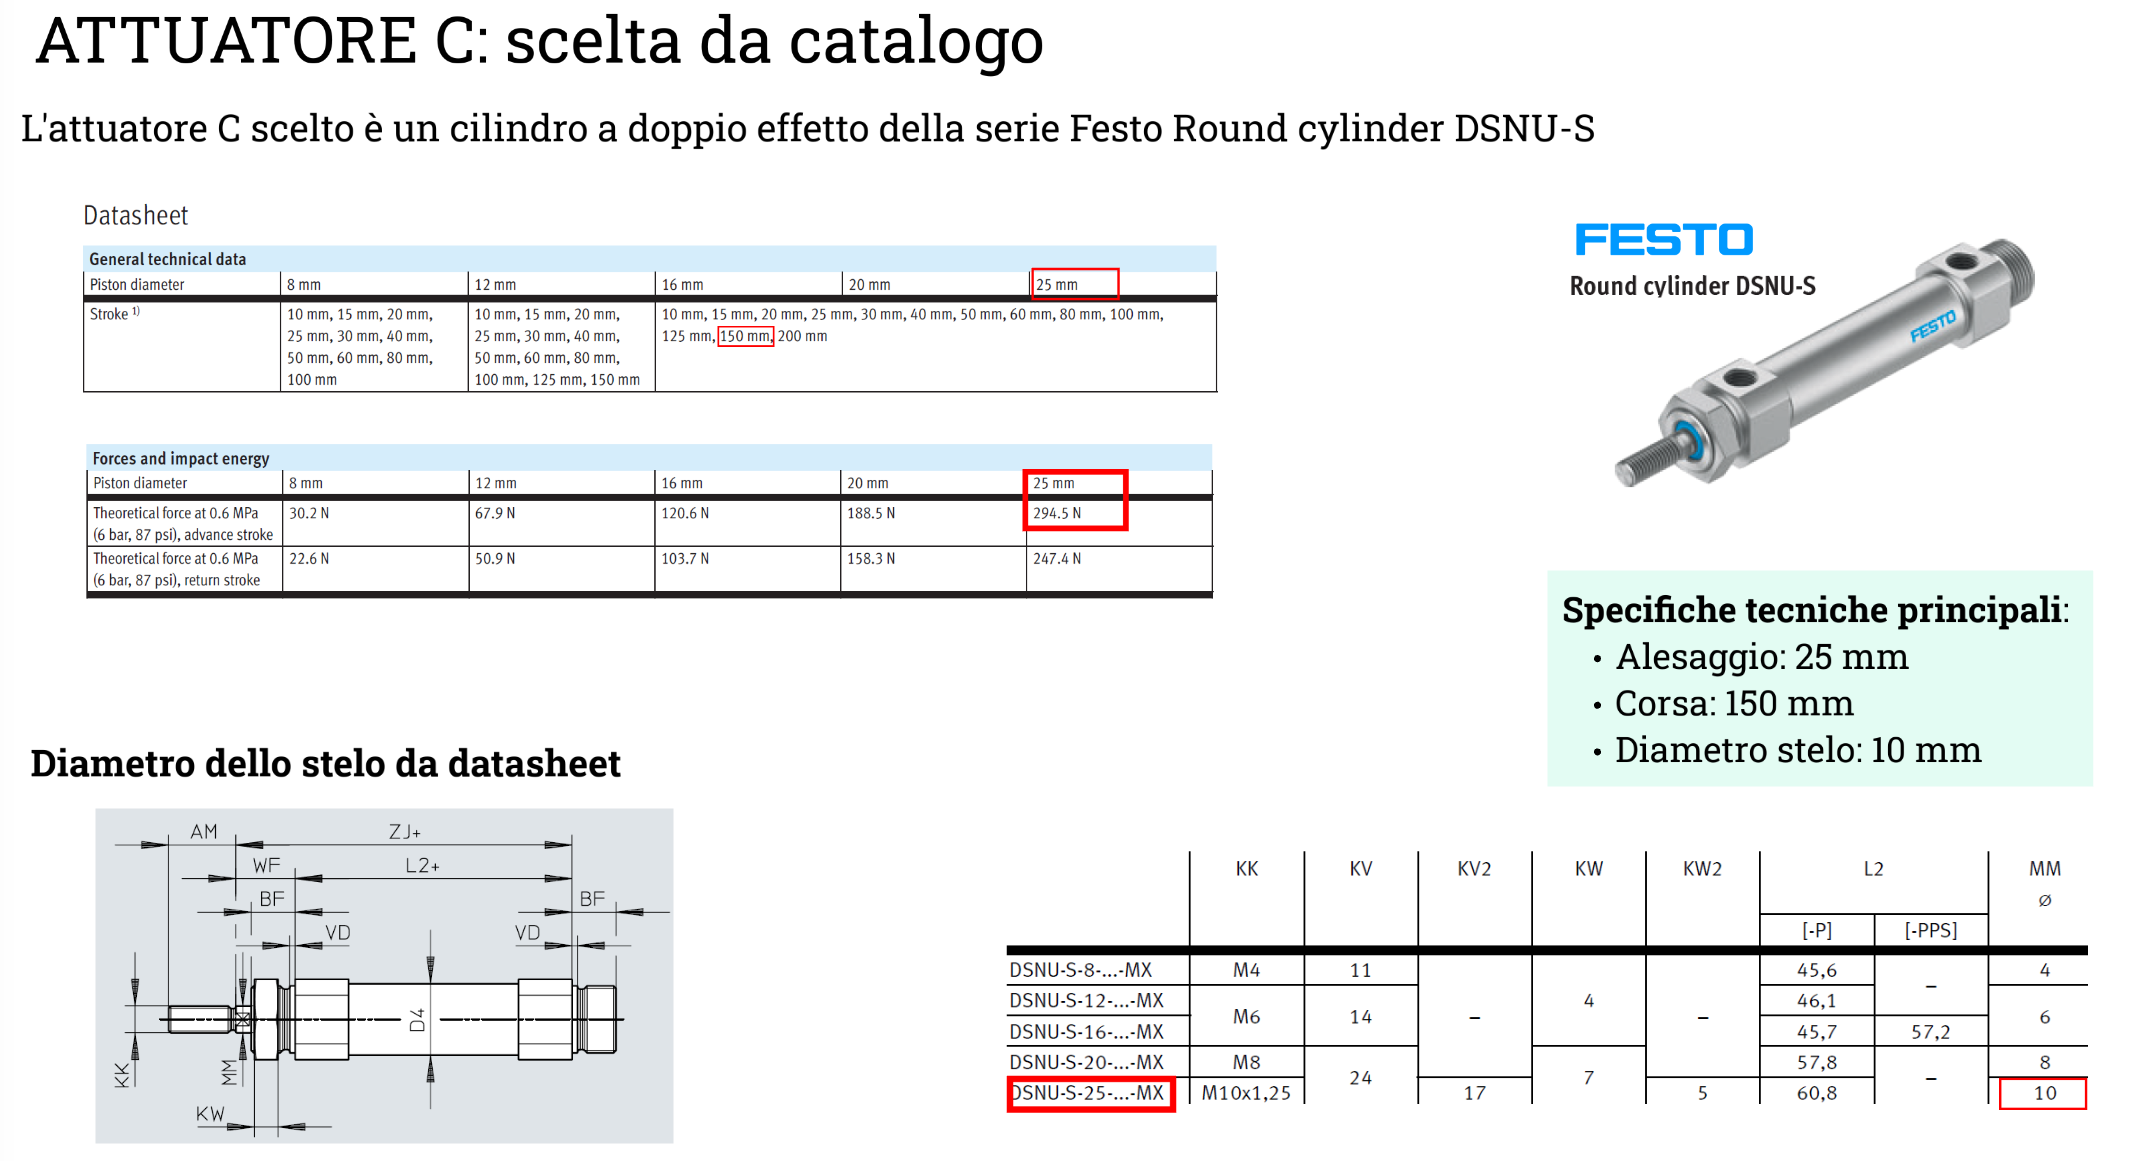 ATTUATORE C: scelta da catalogo
L'attuatore C scelto è un cilindro a doppio effetto della serie Festo Round cylinder DSNU-S
Datasheet
General technical data
Piston diameter 8 mm 12 mm 16 mm 20 mm 25 mm
Stroke 1) 10 mm, 15 mm, 20 mm, 10 mm, 15 mm, 20 mm, 10 mm, 15 mm, 20 mm, 25 mm, 30 mm, 40 mm, 50 mm, 60 mm, 80 mm, 100 mm,
25 mm, 30 mm, 40 mm, 25 mm, 30 mm, 40 mm, 125 mm, 150 mm, 200 mm
50 mm, 60 mm, 80 mm, 50 mm, 60 mm, 80 mm,
100 mm 100 mm, 125 mm, 150 mm
FESTO
Round cylinder DSNU-S
FESTO
Forces and impact energy
Piston diameter 8 mm 12 mm 16 mm 20 mm 25 mm
Theoretical force at 0.6 MPa 30.2 N 67.9 N 120.6 N 188.5 N 294.5 N
(6 bar, 87 psi), advance stroke
Theoretical force at 0.6 MPa 22.6 N 50.9 N 103.7 N 158.3 N 247.4 N
(6 bar, 87 psi), return stroke
Specifiche tecniche principali:
• Alesaggio: 25 mm
• Corsa: 150 mm
• Diametro stelo: 10 mm
Diametro dello stelo da datasheet
AM ZJ+
WF L2+
BF BF
VD VD
D4
KK MM
KW
KK KV KV2 KW KW2 L2 MM
Ø
[-P] [-PPS]
DSNU-S-8-...-MX M4 11 45,6 4
– 
DSNU-S-12-...-MX 4 46,1
M6 14 – – 6
DSNU-S-16-...-MX 45,7 57,2
DSNU-S-20-...-MX M8 57,8 8
24 7 –
DSNU-S-25-...-MX M10x1,25 17 5 60,8 10